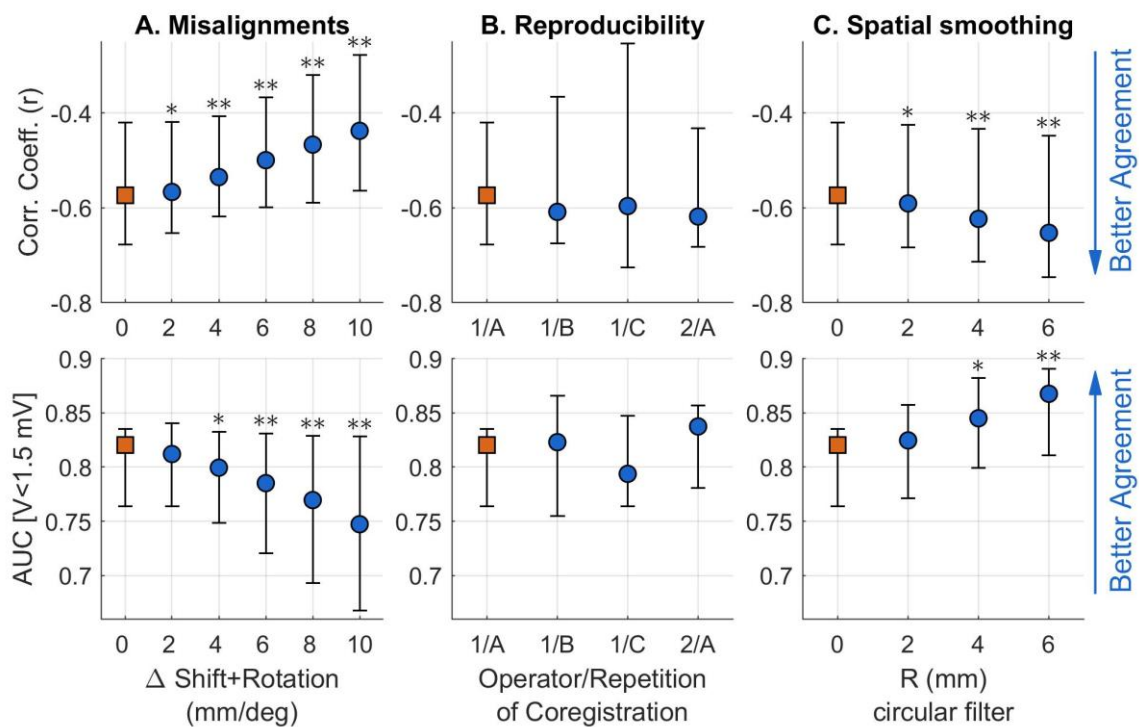 A. Misalignments
B. Reproducibility
C. Spatial smoothing
Corr. Coeff. (r)
-0.4
-0.6
-0.8
* ** ** ** **
0 2 4 6 8 10
-0.4
-0.6
-0.8
1/A 1/B 1/C 2/A
-0.4
-0.6
-0.8
* ** **
0 2 4 6
Better Agreement
AUC [V<1.5 mV]
0.9
0.85
0.8
0.75
0.7
* ** ** **
0 2 4 6 8 10
Δ Shift+Rotation
(mm/deg)
0.9
0.85
0.8
0.75
0.7
1/A 1/B 1/C 2/A
Operator/Repetition
of Coregistration
0.9
0.85
0.8
0.75
0.7
* **
0 2 4 6
R (mm)
circular filter
Better Agreement